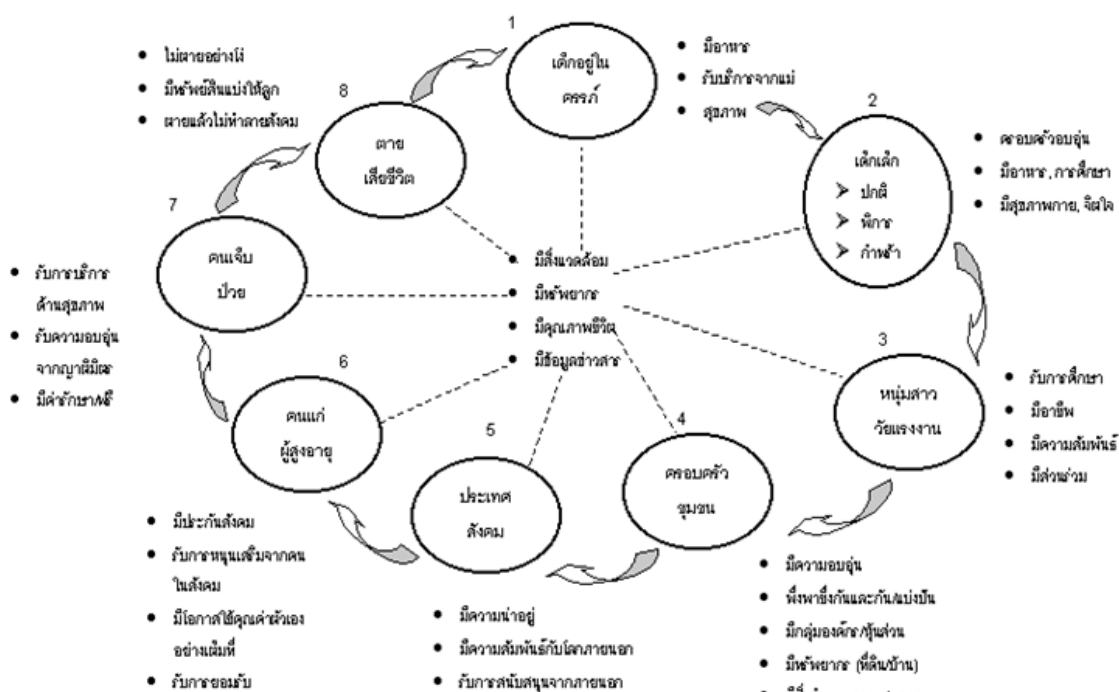 1
เด็กอยู่ใน
ครรภ์
• มีอาหาร
• รับบริการจากแม่
• สุขภาพ
2
เด็กเล็ก
➢ ปกติ
➢ พิการ
➢ กำพร้า
• ครอบครัวอบอุ่น
• มีอาหาร, การศึกษา
• มีสุขภาพกาย, จิตใจ
3
หนุ่มสาว
วัยแรงงาน
• รับการศึกษา
• มีอาชีพ
• มีความสัมพันธ์
• มีส่วนร่วม
4
ครอบครัว
ชุมชน
• มีความอบอุ่น
• พึ่งพาซึ่งกันและกัน/แบ่งปัน
• มีกลุ่มองค์กร/หุ้นส่วน
• มีทรัพยากร (ที่ดิน/บ้าน)
5
ประเทศ
สังคม
• มีความน่าอยู่
• มีความสัมพันธ์กับโลกภายนอก
• รับการสนับสนุนจากภายนอก
6
คนแก่
ผู้สูงอายุ
• มีประกันสังคม
• รับการหนุนเสริมจากคน
ในสังคม
• มีโอกาสใช้คุณค่าตัวเอง
อย่างเต็มที่
• รับการยอมรับ
7
คนเจ็บ
ป่วย
• รับการบริการ
ด้านสุขภาพ
• รับความอบอุ่น
จากญาติมิตร
• มีค่ารักษา/ฟรี
8
ตาย
เสียชีวิต
• ไม่ตายอย่างโง่
• มีทรัพย์สินแบ่งให้ลูก
• ตายแล้วไม่ทำลายสังคม
• มีสิ่งแวดล้อม
• มีทรัพยากร
• มีคุณภาพชีวิต
• มีข้อมูลข่าวสาร